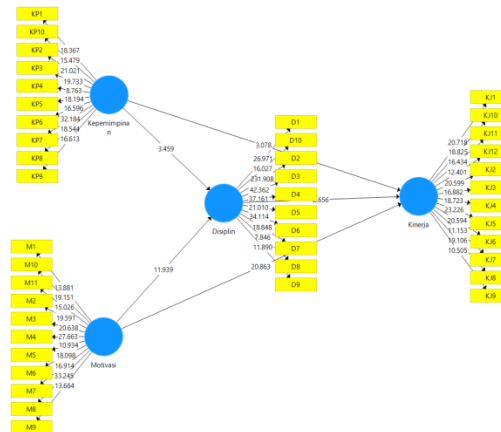 KP1
KP10
KP2
KP3
KP4
KP5
KP6
KP7
KP8
KP9
18.367
15.479
21.021
19.733
8.763
18.194
16.596
32.184
18.544
16.613
Kepemimpina
n
3.459
3.078
M1
M10
M11
M2
M3
M4
M5
M6
M7
M8
M9
13.881
19.151
15.026
19.591
20.638
27.663
10.934
18.098
16.914
33.245
13.664
Motivasi
11.939
20.863
D1
D10
D2
D3
D4
D5
D6
D7
D8
D9
26.971
16.027
231.908
42.362
37.161
21.010
34.114
18.848
7.846
11.890
Disiplin
.656
KJ1
KJ10
KJ11
KJ12
KJ2
KJ3
KJ4
KJ5
KJ6
KJ7
KJ8
KJ9
20.718
18.825
16.434
12.401
20.599
16.882
18.723
23.226
20.594
11.153
19.106
10.505
Kinerja